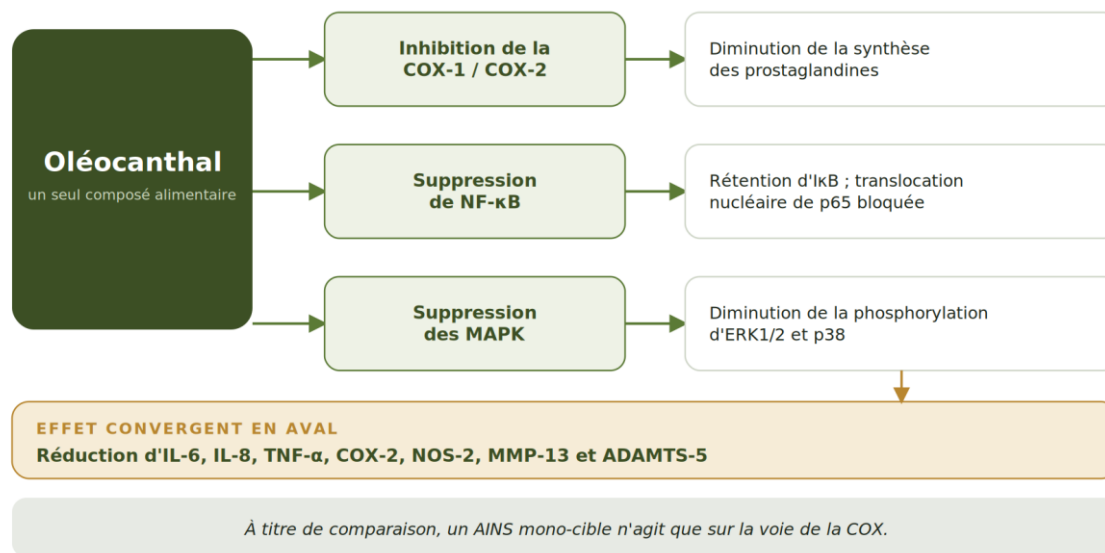 Oléocanthal
un seul composé alimentaire
Inhibition de la
COX-1 / COX-2
Diminution de la synthèse
des prostaglandines
Suppression
de NF-κB
Rétention d'IκB ; translocation
nucléaire de p65 bloquée
Suppression
des MAPK
Diminution de la phosphorylation
d'ERK1/2 et p38
EFFET CONVERGENT EN AVAL
Réduction d'IL-6, IL-8, TNF-α, COX-2, NOS-2, MMP-13 et ADAMTS-5
À titre de comparaison, un AINS mono-cible n'agit que sur la voie de la COX.